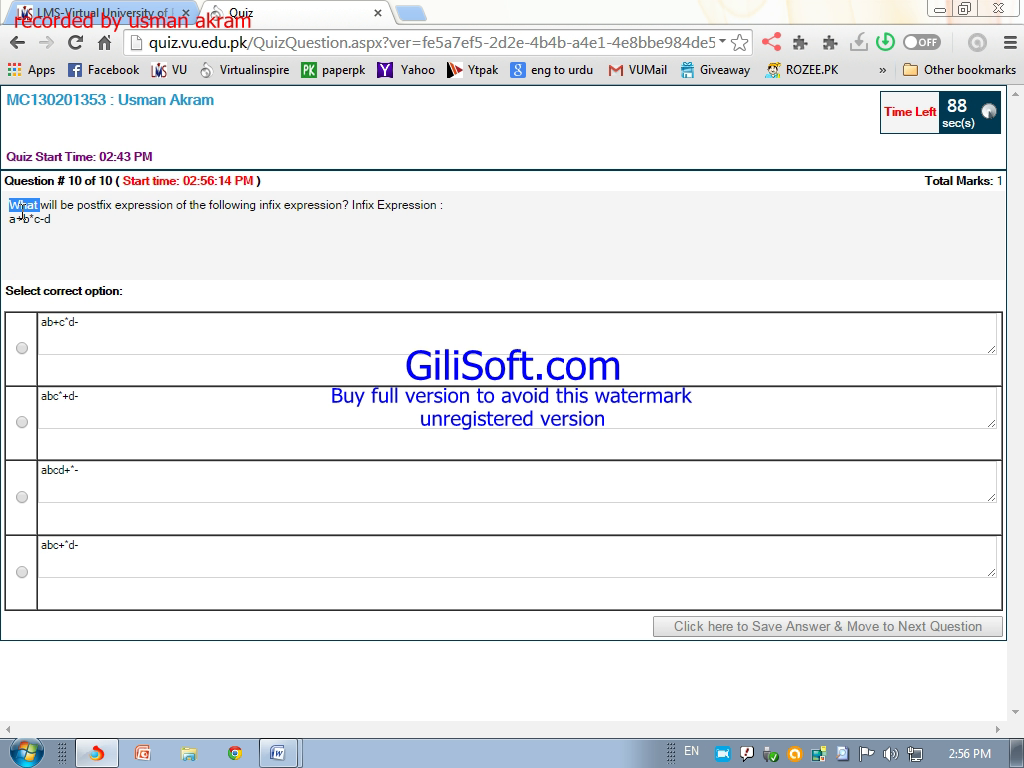 LMS-Virtual University of
Quiz
recorded by usman akram
quiz.vu.edu.pk/QuizQuestion.aspx?ver=fe5a7ef5-2d2e-4b4b-a4e1-4e8bbe984de5
OFF
Apps Facebook VU Virtualinspire paperpk Yahoo Ytpak eng to urdu VUMail Giveaway ROZEE.PK » Other bookmarks
MC130201353 : Usman Akram
Time Left 88
sec(s)
Quiz Start Time: 02:43 PM
Question # 10 of 10 ( Start time: 02:56:14 PM ) Total Marks: 1
What will be postfix expression of the following infix expression? Infix Expression :
a+b*c-d
Select correct option:
ab+c*d-
abc*+d-
abcd+*-
abc+*d-
GiliSoft.com
Buy full version to avoid this watermark
unregistered version
Click here to Save Answer & Move to Next Question
EN
2:56 PM